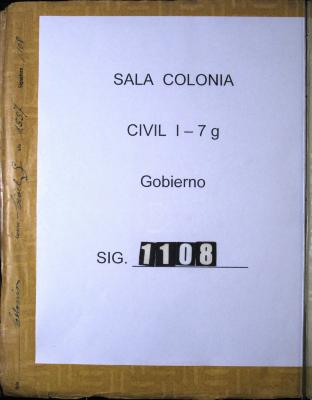 SALA COLONIA
CIVIL I – 7 g
Gobierno
SIG. 1108